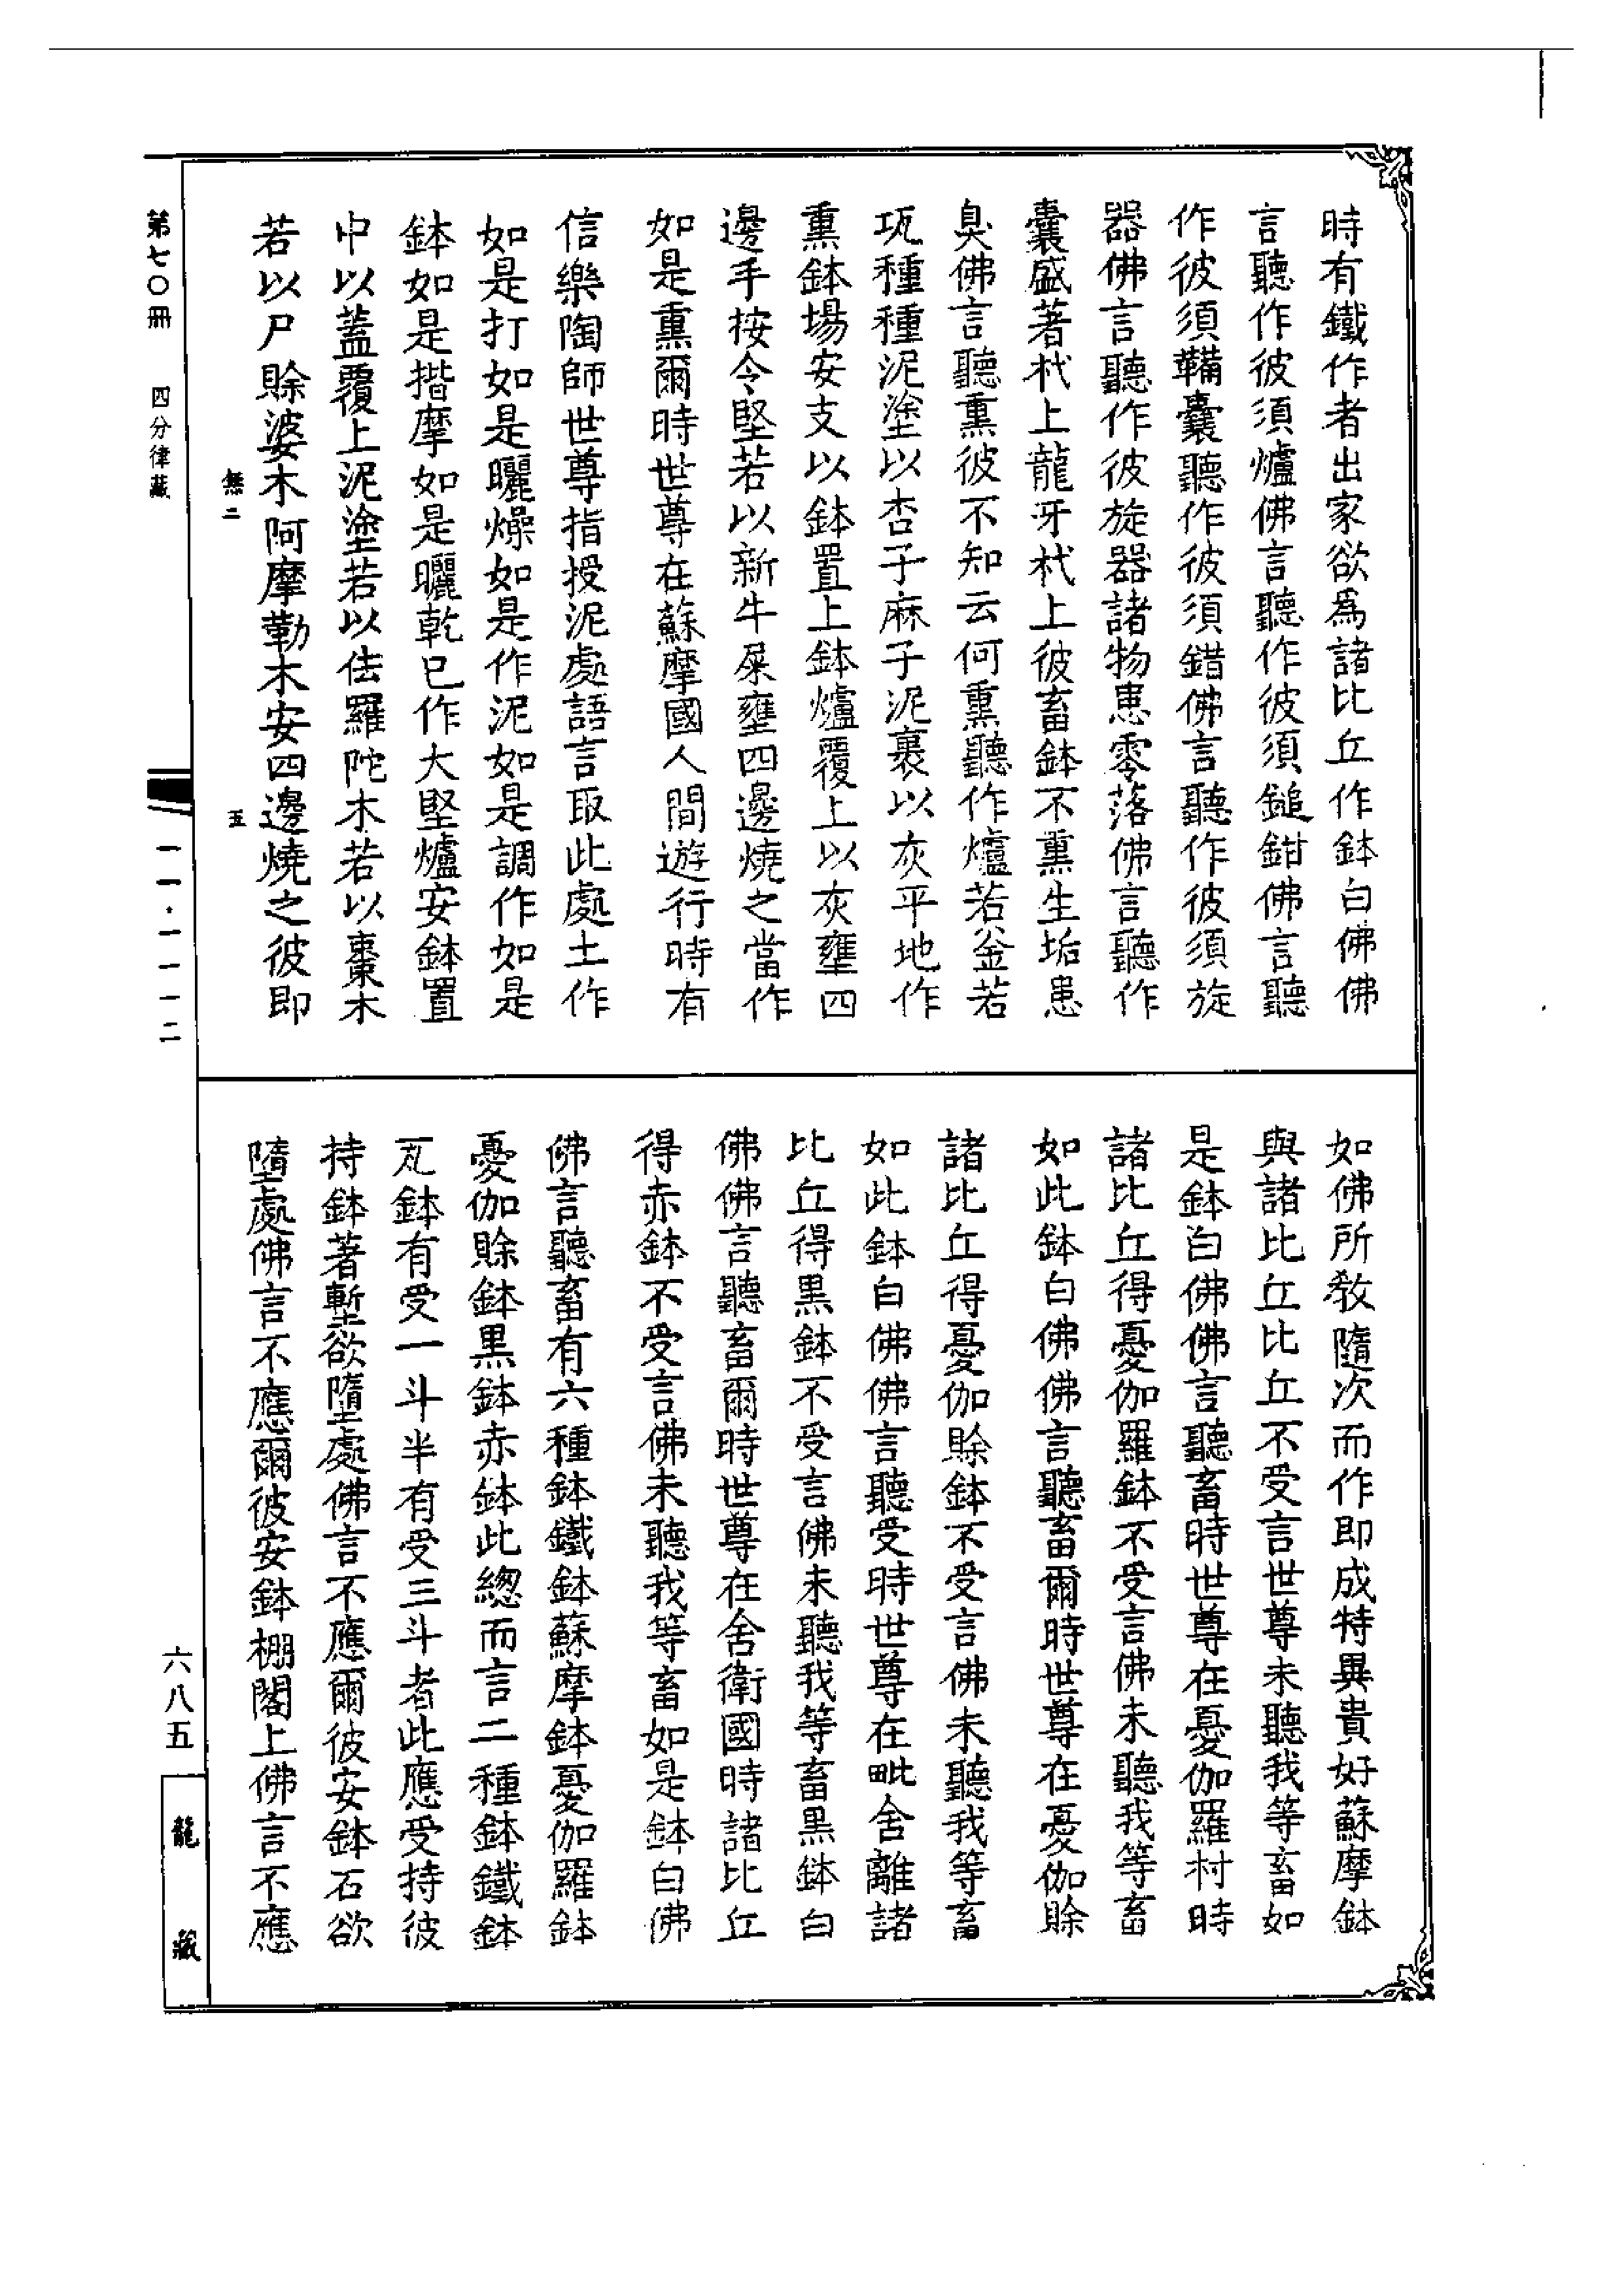 時有鐵作者出家欲爲諸比丘作鉢白佛佛
言聽作彼須爐佛言聽作彼須鎚鉗佛言聽
作彼須鞴囊聽作彼須錯佛言聽作彼須旋
器佛言聽作彼旋器諸物患零落佛言聽作
囊盛著杙上龍牙杙上彼畜鉢不熏生垢患
臭佛言聽熏彼不知云何熏聽作爐若釜若
瓨種種泥塗以杏子麻子泥裹以灰平地作
熏鉢場安支以鉢置上鉢爐覆上以灰壅四
邊手按令堅若以新牛屎壅四邊燒之當作
如是熏爾時世尊在蘇摩國人間遊行時有
信樂陶師世尊指授泥處語言取此處土作
如是打如是曬燥如是作泥如是調作如是
鉢如是揩摩如是曬乾已作大堅爐安鉢置
中以蓋覆上泥塗若以佉羅陀木若以棗木
若以尸賒婆木阿摩勒木安四邊燒之彼即
如佛所敎隨次而作即成特異貴好蘇摩鉢
與諸比丘比丘不受言世尊未聽我等畜如
是鉢白佛佛言聽畜時世尊在憂伽羅村時
諸比丘得憂伽羅鉢不受言佛未聽我等畜
如此鉢白佛佛言聽畜爾時世尊在憂伽賒
諸比丘得憂伽賒鉢不受言佛未聽我等畜
如此鉢白佛佛言聽受時世尊在毗舍離諸
比丘得黑鉢不受言佛未聽我等畜黑鉢白
佛佛言聽畜爾時世尊在舍衛國時諸比丘
得赤鉢不受言佛未聽我等畜如是鉢白佛
佛言聽畜有六種鉢鐵鉢蘇摩鉢憂伽羅鉢
憂伽賒鉢黑鉢赤鉢此緫而言二種鉢鐵鉢
瓦鉢有受一斗半有受三斗者此應受持彼
持鉢著塹欲墮處佛言不應爾彼安鉢石欲
墮處佛言不應爾彼安鉢棚閣上佛言不應
無二
五
第七〇冊
四分律藏
一一·一一一二
六八五
龍藏